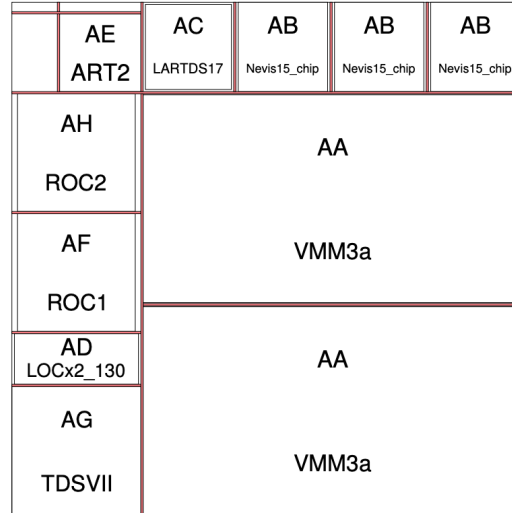 AE
ART2
AC
LARTDS17
AB
Nevis15_chip
AB
Nevis15_chip
AB
Nevis15_chip
AH
ROC2
AA
VMM3a
AF
ROC1
AD
LOCx2_130
AA
VMM3a
AG
TDSVII